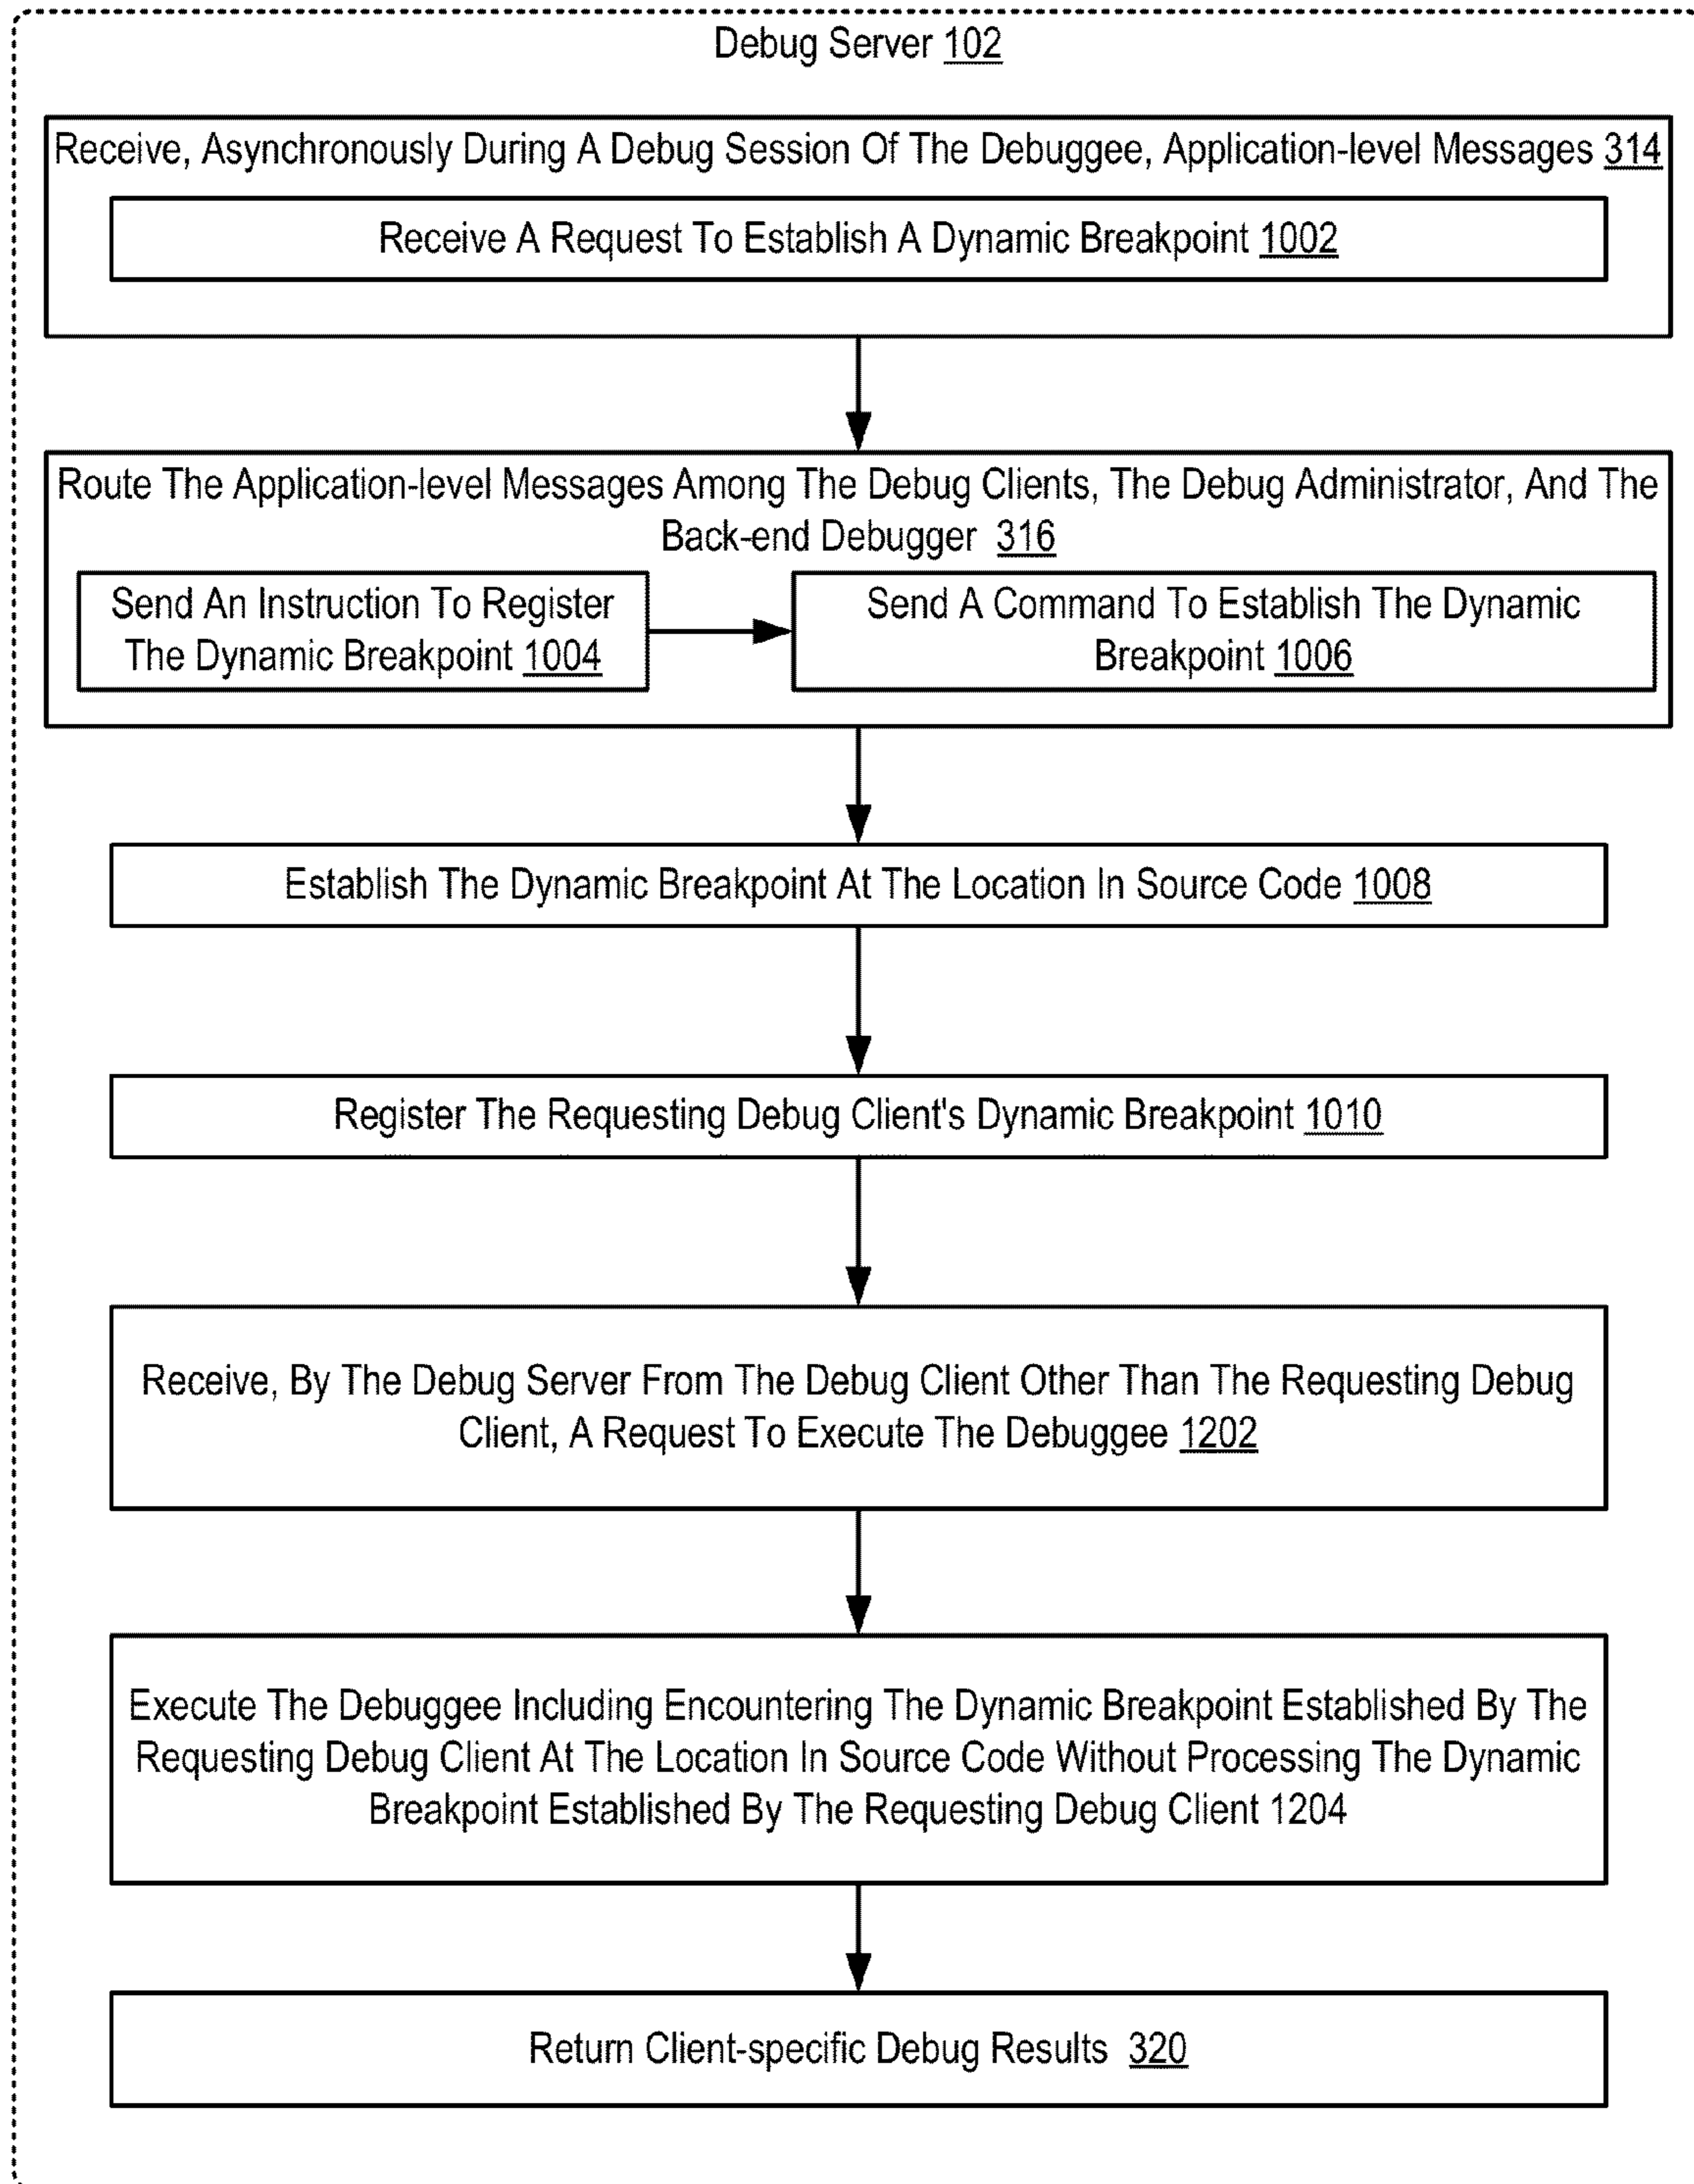 Debug Server 102
Receive, Asynchronously During A Debug Session Of The Debuggee, Application-level Messages 314
Receive A Request To Establish A Dynamic Breakpoint 1002
Route The Application-level Messages Among The Debug Clients, The Debug Administrator, And The
Back-end Debugger 316
Send An Instruction To Register
The Dynamic Breakpoint 1004
Send A Command To Establish The Dynamic
Breakpoint 1006
Establish The Dynamic Breakpoint At The Location In Source Code 1008
Register The Requesting Debug Client's Dynamic Breakpoint 1010
Receive, By The Debug Server From The Debug Client Other Than The Requesting Debug
Client, A Request To Execute The Debuggee 1202
Execute The Debuggee Including Encountering The Dynamic Breakpoint Established By The
Requesting Debug Client At The Location In Source Code Without Processing The Dynamic
Breakpoint Established By The Requesting Debug Client 1204
Return Client-specific Debug Results 320